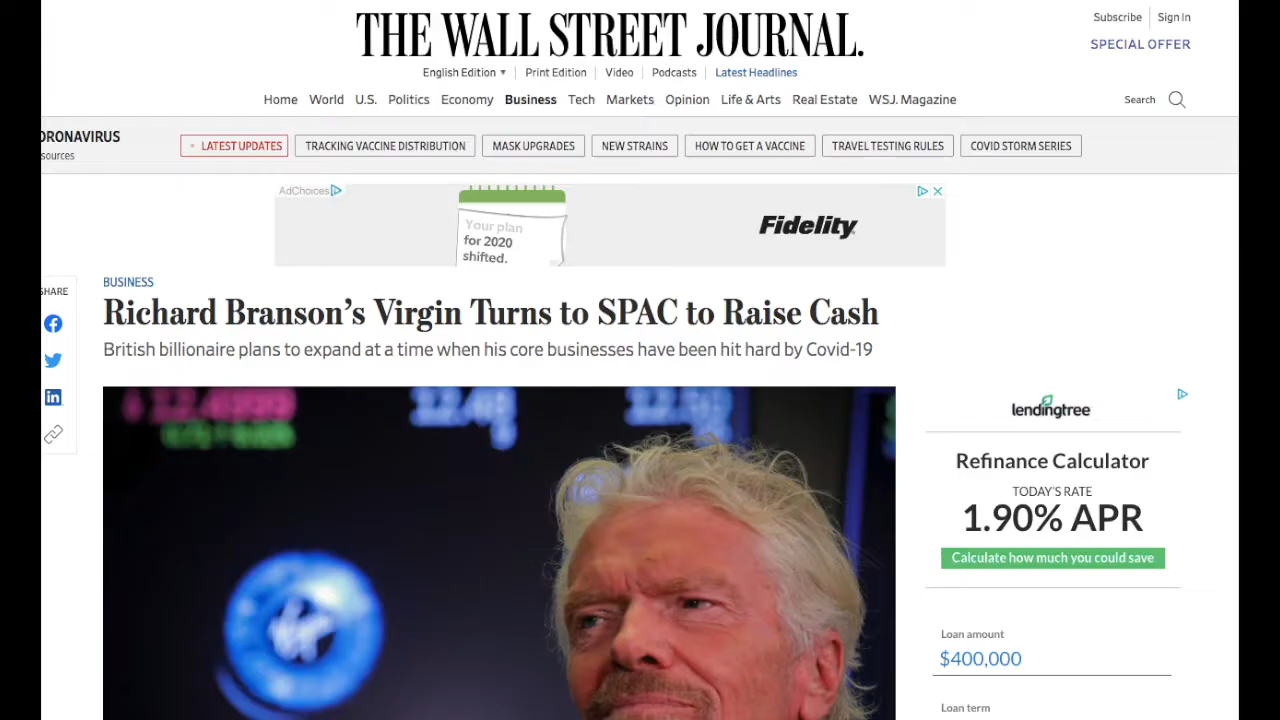 THE WALL STREET JOURNAL.
Subscribe
Sign In
SPECIAL OFFER
English Edition
Print Edition
Video
Podcasts
Latest Headlines
Home
World
U.S.
Politics
Economy
Business
Tech
Markets
Opinion
Life & Arts
Real Estate
WSJ. Magazine
Search
ORONAVIRUS
sources
LATEST UPDATES
TRACKING VACCINE DISTRIBUTION
MASK UPGRADES
NEW STRAINS
HOW TO GET A VACCINE
TRAVEL TESTING RULES
COVID STORM SERIES
AdChoices
Your plan
for 2020
shifted.
Fidelity
BUSINESS
Richard Branson's Virgin Turns to SPAC to Raise Cash
British billionaire plans to expand at a time when his core businesses have been hit hard by Covid-19
SHARE
lendingtree
Refinance Calculator
TODAY'S RATE
1.90% APR
Calculate how much you could save
Loan amount
$400,000
Loan term